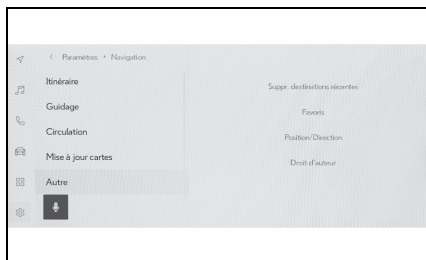 Paramètres • Navigation
Itinéraire
Guidage
Circulation
Mise à jour cartes
Autre
Suppr. destinations récentes
Favoris
Position/Direction
Droit d'auteur